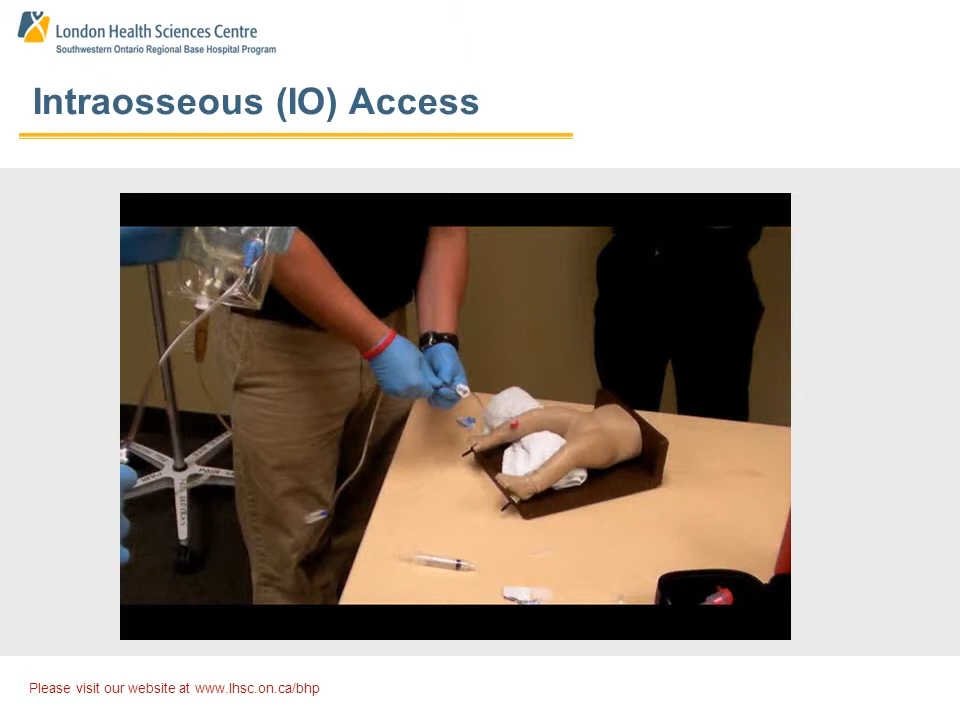 London Health Sciences Centre
Southwestern Ontario Regional Base Hospital Program
Intraosseous (IO) Access
Please visit our website at www.lhsc.on.ca/bhp